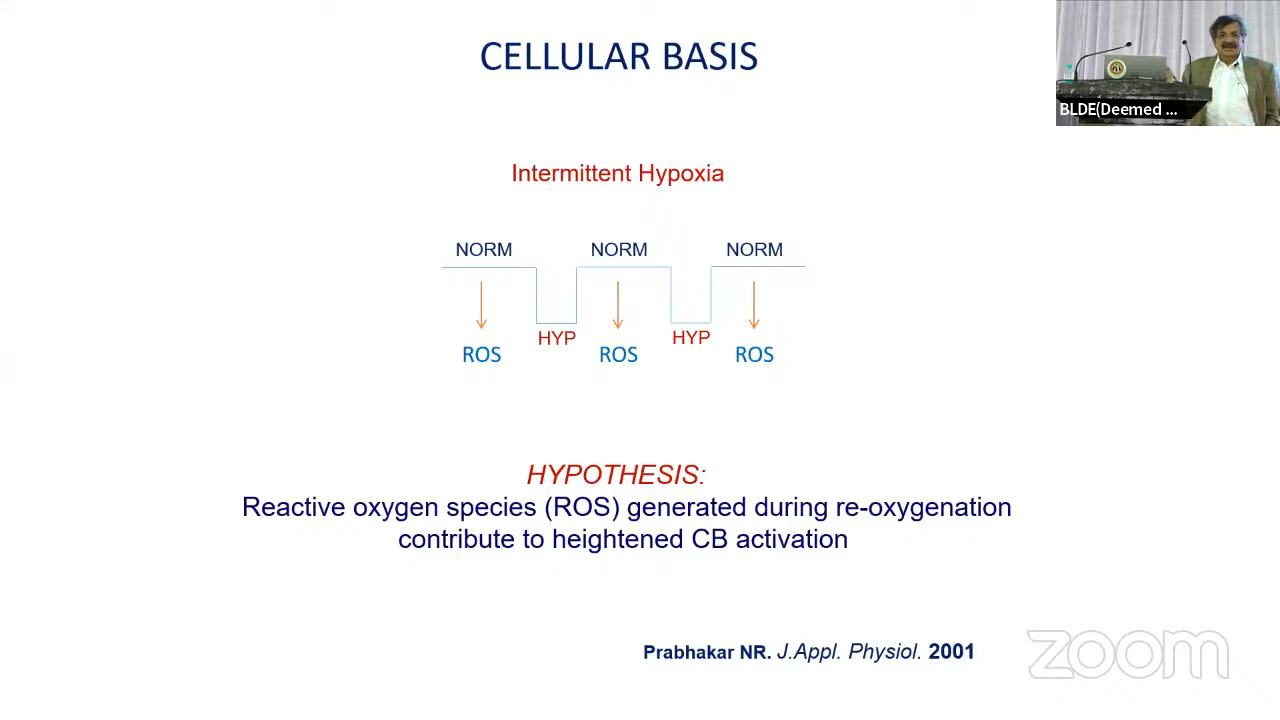 CELLULAR BASIS
BLDE(Deemed ...
Intermittent Hypoxia
NORM NORM NORM
HYP HYP
ROS ROS ROS
HYPOTHESIS:
Reactive oxygen species (ROS) generated during re-oxygenation
contribute to heightened CB activation
Prabhakar NR. J.Appl. Physiol. 2001
zoom